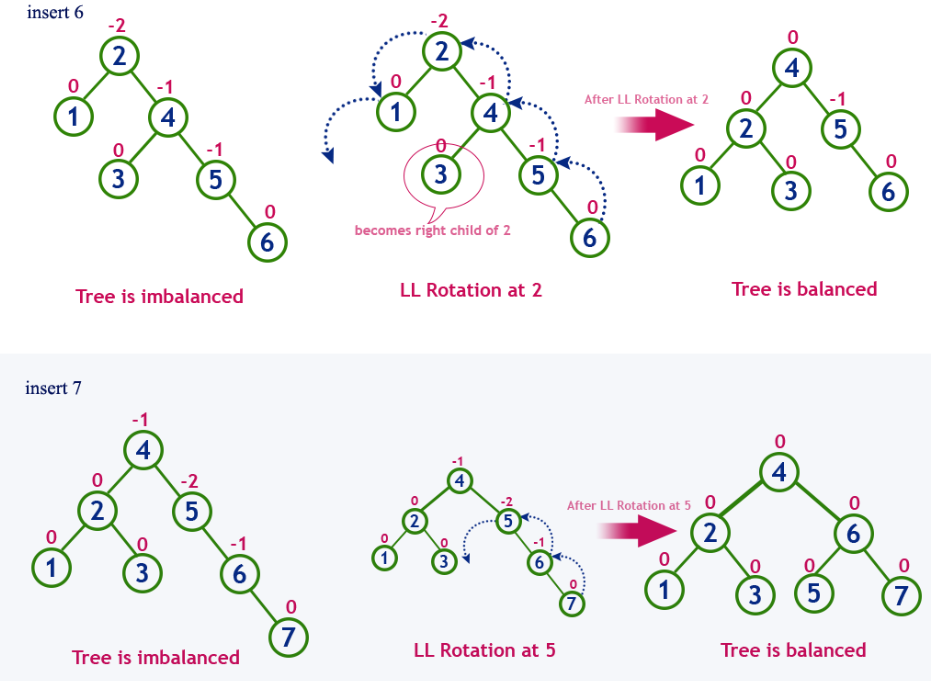 insert 6
-2
2
0 -1
1 4
0 -1
3 5
0
6
Tree is imbalanced
-2
2
0 -1
1 4
0 -1
3 5
0
6
becomes right child of 2
LL Rotation at 2
After LL Rotation at 2
0
4
0 -1
2 5
0 0 0
1 3 6
Tree is balanced
insert 7
-1
4
0 -2
2 5
0 0 -1
1 3 6
0
7
Tree is imbalanced
-1
4
0 -2
2 5
0 0 -1
1 3 6
0
7
LL Rotation at 5
After LL Rotation at 5
0
4
0 0
2 6
0 0 0 0
1 3 5 7
Tree is balanced